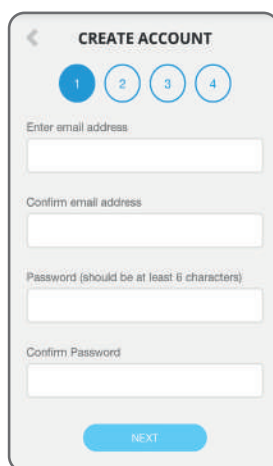 CREATE ACCOUNT
1 2 3 4
Enter email address
Confirm email address
Password (should be at least 6 characters)
Confirm Password
NEXT